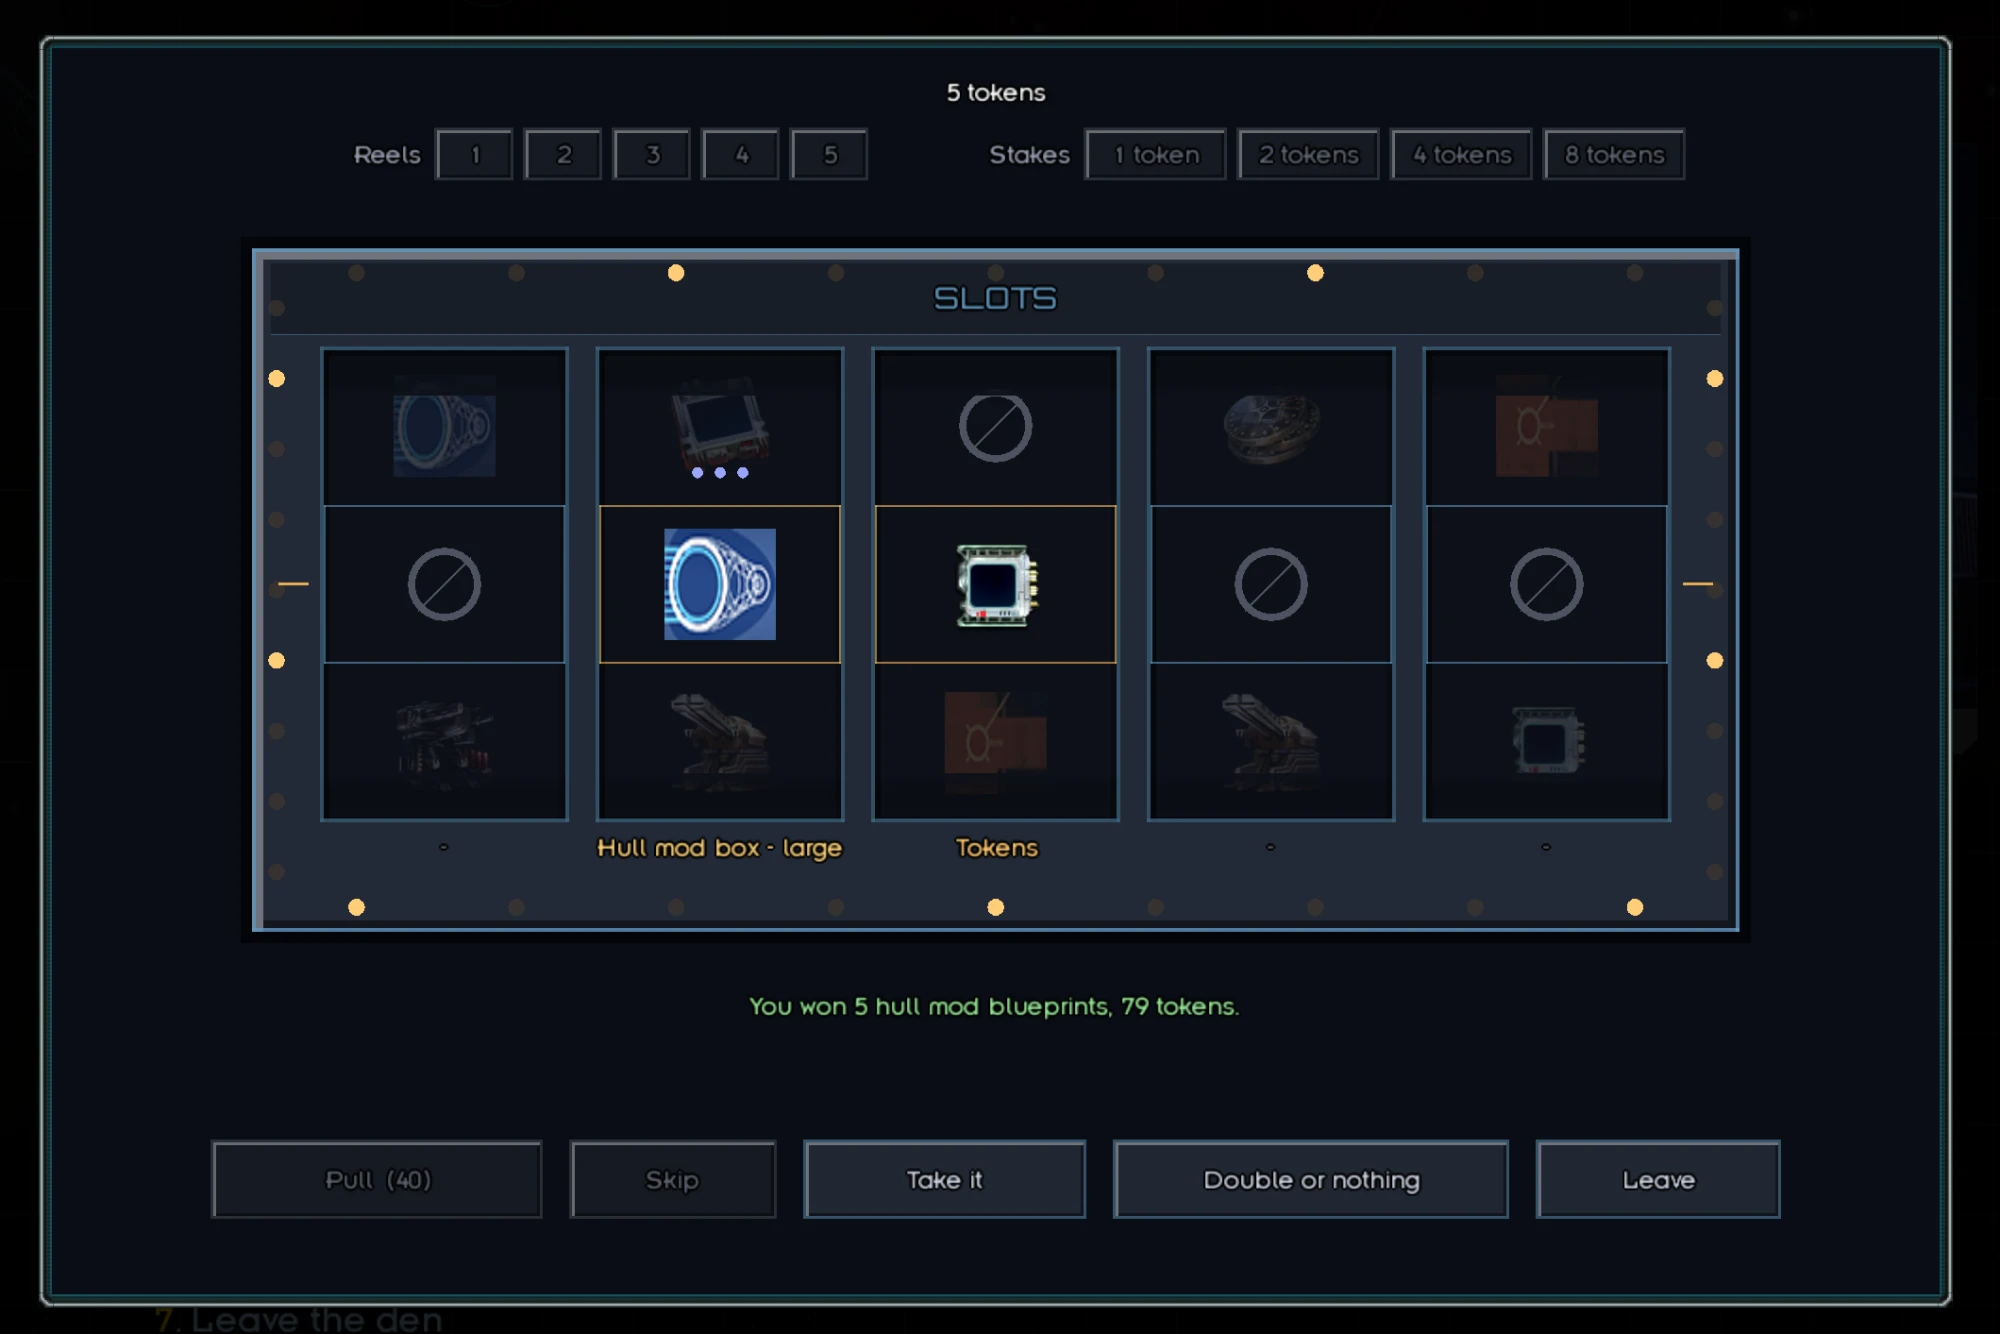 5 tokens
Reels 1 2 3 4 5 Stakes 1 token 2 tokens 4 tokens 8 tokens
SLOTS
- Hull mod box - large Tokens - -
You won 5 hull mod blueprints, 79 tokens.
Pull (40) Skip Take it Double or nothing Leave
7. Leave the den